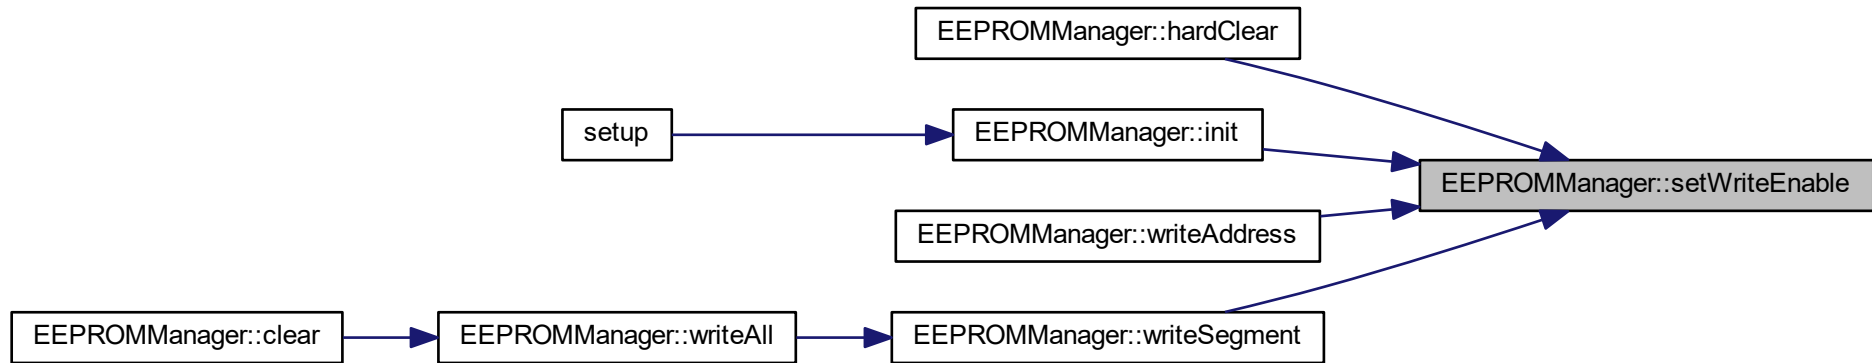 EEPROMManager::hardClear
setup
EEPROMManager::init
EEPROMManager::setWriteEnable
EEPROMManager::writeAddress
EEPROMManager::clear
EEPROMManager::writeAll
EEPROMManager::writeSegment